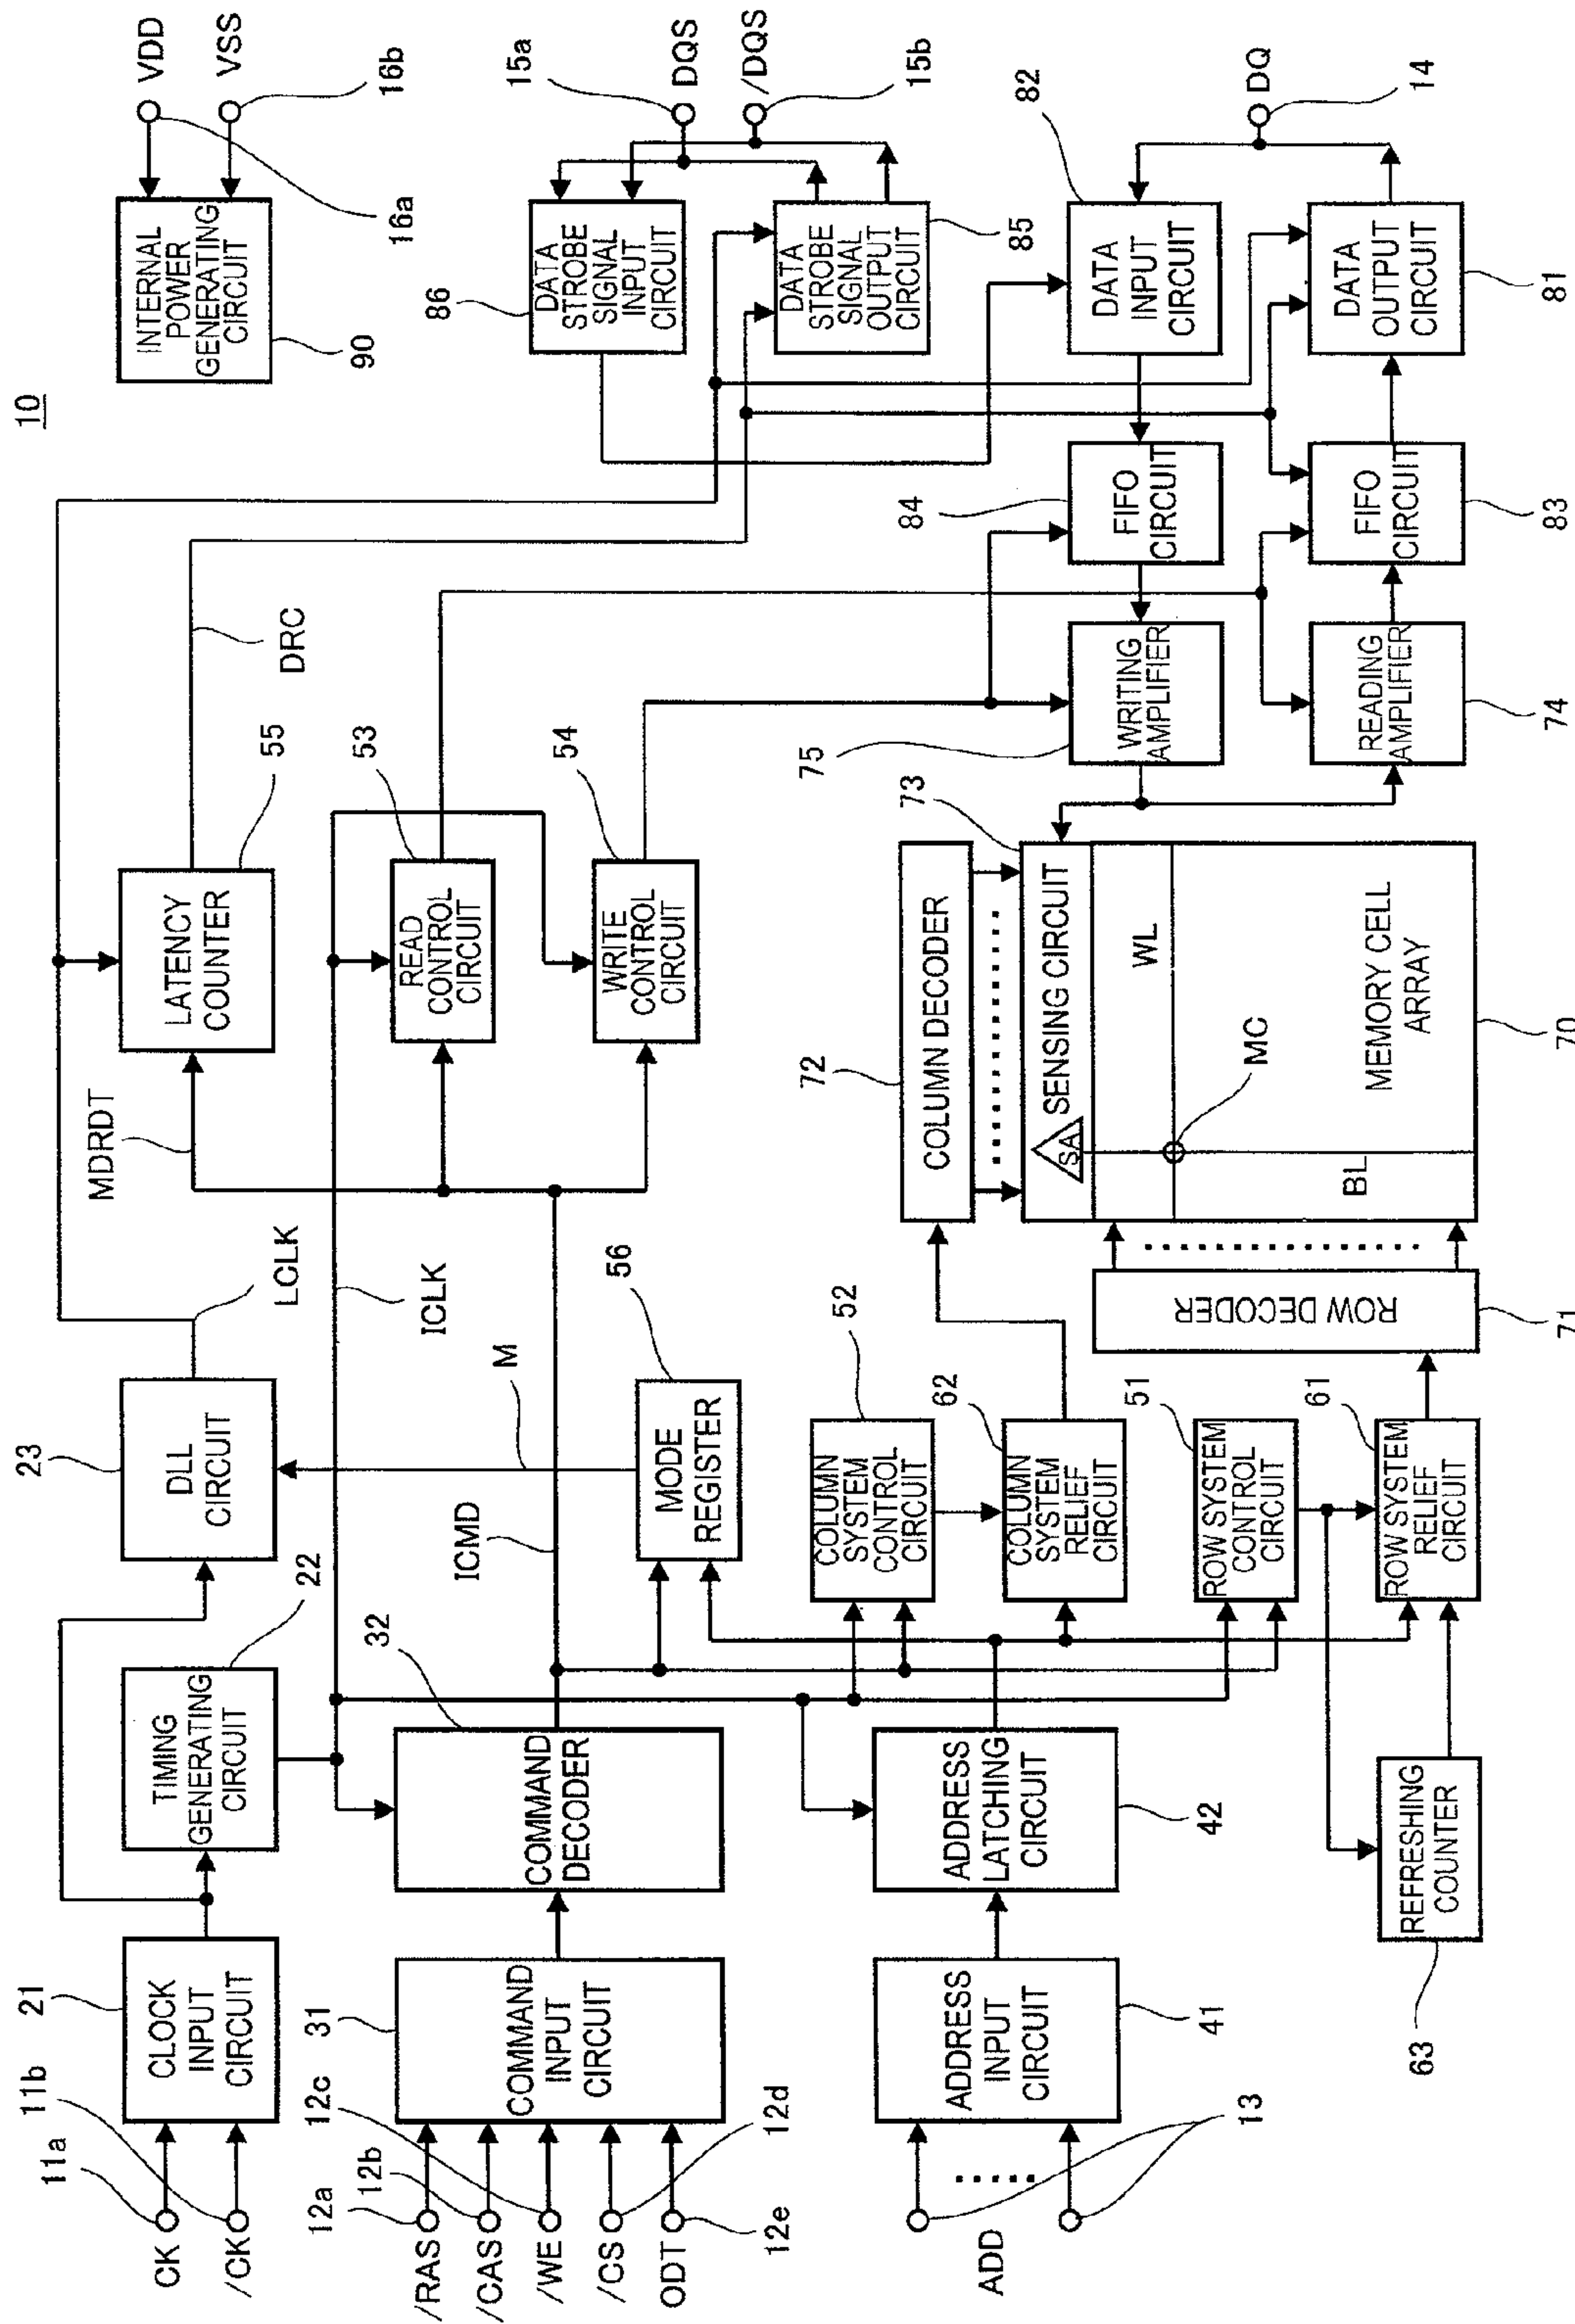 10
CK
11a
/CK
11b
21
CLOCK
INPUT
CIRCUIT
TIMING
GENERATING
CIRCUIT
22
23
DLL
CIRCUIT
LCLK
MDRDT
LATENCY
COUNTER
55
DRC
INTERNAL
POWER
GENERATING
CIRCUIT
90
VDD
VSS
16a
16b
/RAS
/CAS
/WE
/CS
ODT
12a
12b
12c
12d
12e
31
COMMAND
INPUT
CIRCUIT
32
COMMAND
DECODER
ICLK
ICMD
M
MODE
REGISTER
56
READ
CONTROL
CIRCUIT
53
WRITE
CONTROL
CIRCUIT
54
86
DATA
STROBE
SIGNAL
INPUT
CIRCUIT
DATA
STROBE
SIGNAL
OUTPUT
CIRCUIT
85
15a
DQS
/DQS
15b
ADD
13
ADDRESS
INPUT
CIRCUIT
41
ADDRESS
LATCHING
CIRCUIT
42
COLUMN
SYSTEM
CONTROL
CIRCUIT
52
COLUMN
SYSTEM
RELIEF
CIRCUIT
62
ROW SYSTEM
CONTROL
CIRCUIT
51
ROW SYSTEM
RELIEF
CIRCUIT
61
REFRESHING
COUNTER
63
72
COLUMN DECODER
73
SENSING CIRCUIT
SA
WL
MC
BL
MEMORY CELL
ARRAY
70
ROW DECODER
71
75
WRITING
AMPLIFIER
READING
AMPLIFIER
74
84
FIFO
CIRCUIT
FIFO
CIRCUIT
83
82
DATA
INPUT
CIRCUIT
DATA
OUTPUT
CIRCUIT
81
DQ
14